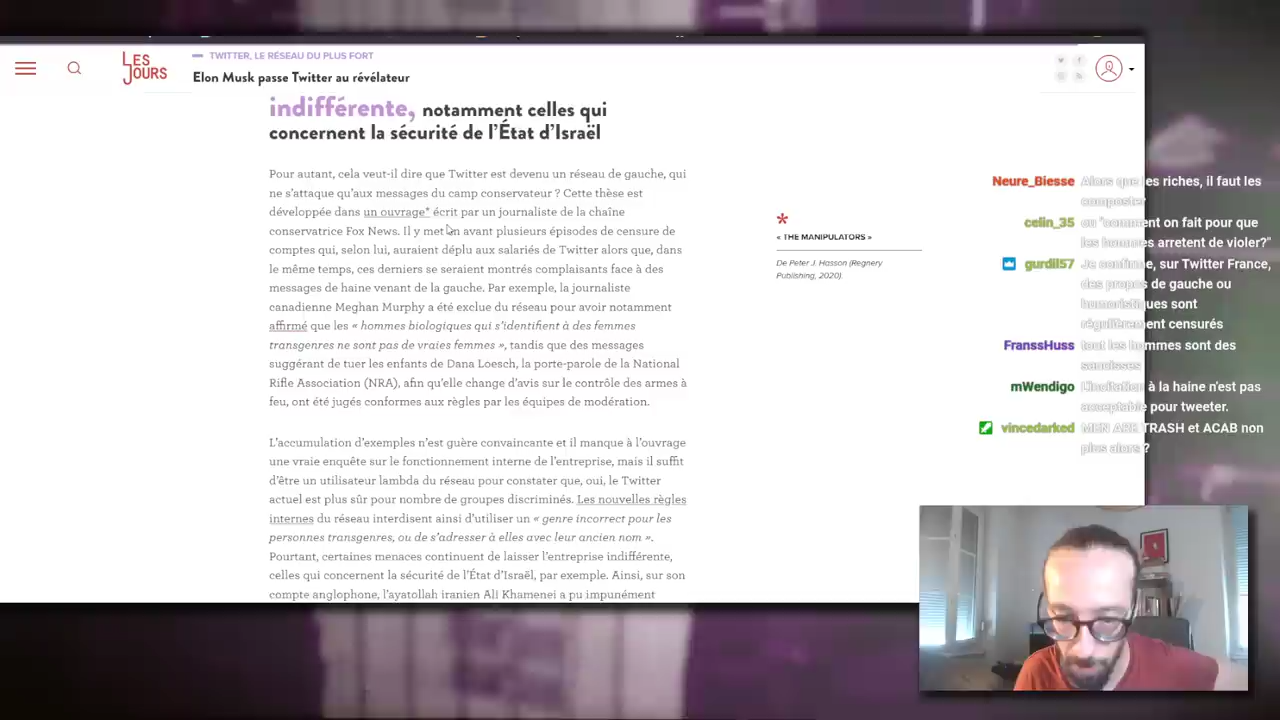 LES JOURS
TWITTER, LE RÉSEAU DU PLUS FORT
Elon Musk passe Twitter au révélateur
indifférente, notamment celles qui
concernent la sécurité de l'État d'Israël
Pour autant, cela veut-il dire que Twitter est devenu un réseau de gauche, qui
ne s'attaque qu'aux messages du camp conservateur ? Cette thèse est
développée dans un ouvrage* écrit par un journaliste de la chaîne
conservatrice Fox News. Il y met en avant plusieurs épisodes de censure de
comptes qui, selon lui, auraient déplu aux salariés de Twitter alors que, dans
le même temps, ces derniers se seraient montrés complaisants face à des
messages de haine venant de la gauche. Par exemple, la journaliste
canadienne Meghan Murphy a été exclue du réseau pour avoir notamment
affirmé que les « hommes biologiques qui s'identifient à des femmes
transgenres ne sont pas de vraies femmes », tandis que des messages
suggérant de tuer les enfants de Dana Loesch, la porte-parole de la National
Rifle Association (NRA), afin qu'elle change d'avis sur le contrôle des armes à
feu, ont été jugés conformes aux règles par les équipes de modération.
L'accumulation d'exemples n'est guère convaincante et il manque à l'ouvrage
une vraie enquête sur le fonctionnement interne de l'entreprise, mais il suffit
d'être un utilisateur lambda du réseau pour constater que, oui, le Twitter
actuel est plus sûr pour nombre de groupes discriminés. Les nouvelles règles
internes du réseau interdisent ainsi d'utiliser un « genre incorrect pour les
personnes transgenres, ou de s'adresser à elles avec leur ancien nom ».
Pourtant, certaines menaces continuent de laisser l'entreprise indifférente,
celles qui concernent la sécurité de l'État d'Israël, par exemple. Ainsi, sur son
compte anglophone, l'ayatollah iranien Ali Khamenei a pu impunément
*
« THE MANIPULATORS »
De Peter J. Hasson (Regnery
Publishing, 2020).
Neure_Biesse Alors que les riches, il faut les
composter
celin_35 ou "comment on fait pour que
les hommes arretent de violer?"
gurdil57 Je confirme, sur Twitter France,
des propos de gauche ou
humoristiques sont
régulièrement censurés
FranssHuss tout les hommes sont des
saucisses
mWendigo L'incitation à la haine n'est pas
acceptable pour tweeter.
vincedarked MEN ARE TRASH et ACAB non
plus alors ?